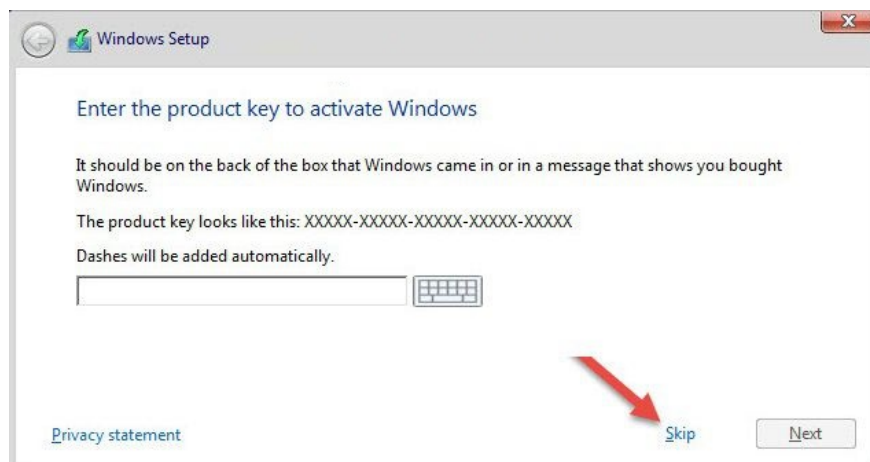 Windows Setup
Enter the product key to activate Windows
It should be on the back of the box that Windows came in or in a message that shows you bought
Windows.
The product key looks like this: XXXXX-XXXXX-XXXXX-XXXXX-XXXXX
Dashes will be added automatically.
Privacy statement
Skip
Next